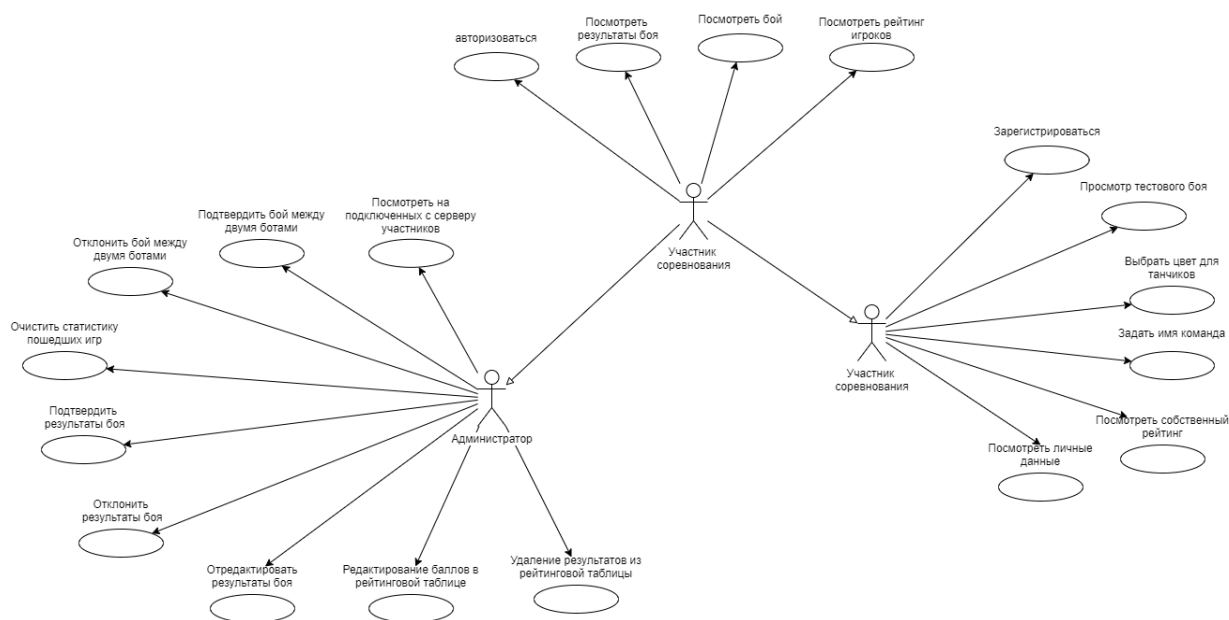 авторизоваться
Посмотреть
результаты боя
Посмотреть бой
Посмотреть рейтинг
игроков
Зарегистрироваться
Просмотр тестового боя
Выбрать цвет для
танчиков
Задать имя команда
Посмотреть собственный
рейтинг
Посмотреть личные
данные
Участник
соревнования
Участник
соревнования
Посмотреть на
подключенных с серверу
участников
Подтвердить бой между
двумя ботами
Отклонить бой между
двумя ботами
Очистить статистику
пошедших игр
Подтвердить
результаты боя
Администратор
Отклонить
результаты боя
Отредактировать
результаты боя
Редактирование баллов в
рейтинговой таблице
Удаление результатов из
рейтинговой таблицы